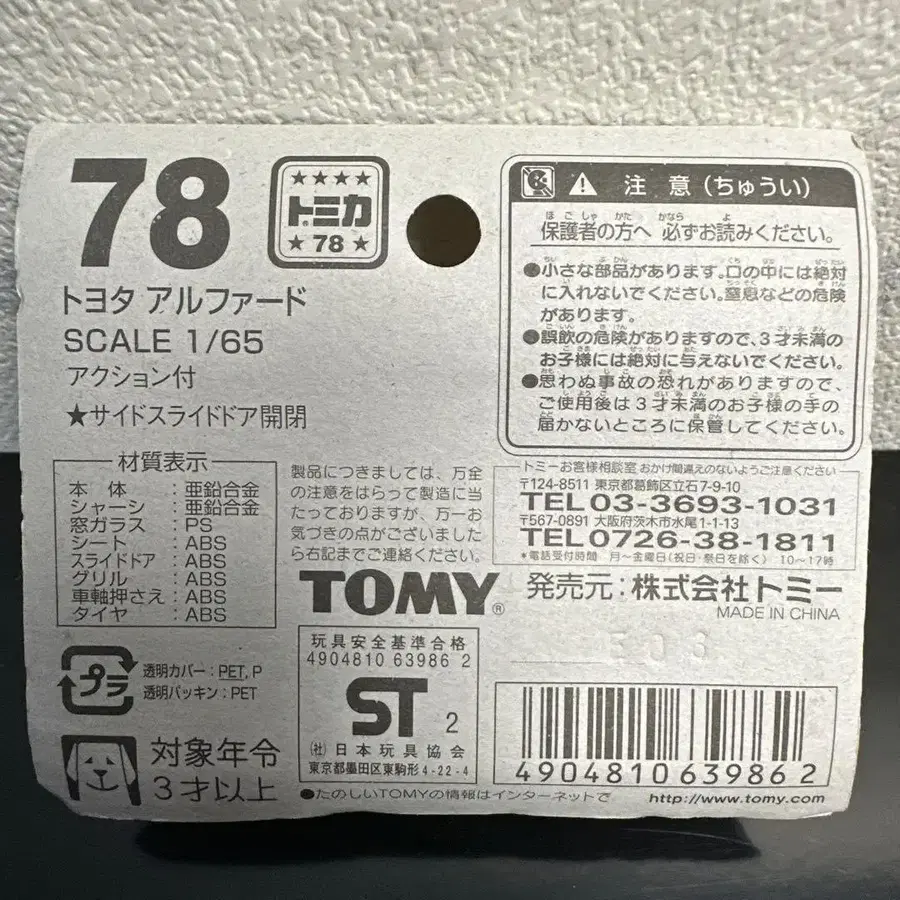 78
★★★★
トミカ
★78★
トヨタ アルファード
SCALE 1/65
アクション付
★サイドスライドドア開閉
注意(ちゅうい)
保護者の方へ 必ずお読みください。
●小さな部品があります。口の中には絶対
に入れないでください。窒息などの危険
があります。
●誤飲の危険がありますので、3才未満の
お子様には絶対に与えないでください。
●思わぬ事故の恐れがありますので、
ご使用後は3才未満のお子様の手の
届かないところに保管してください。
材質表示
本体:亜鉛合金
シャーシ:亜鉛合金
窓ガラス:PS
シート:ABS
スライドドア:ABS
グリル:ABS
車軸押さえ:ABS
タイヤ:ABS
製品につきましては、万全
の注意をはらって製造に当
たっておりますが、万一お
気づきの点がございました
ら右記までご連絡ください。
トミーお客様相談室 おかけ間違えのないようご注意ください
〒124-8511 東京都葛飾区立石7-9-10
TEL03-3693-1031
〒567-0891 大阪府茨木市水尾1-1-13
TEL0726-38-1811
*電話受付時間 月~金曜日(祝日・祭日を除く) 10~17時
TOMY®
発売元:株式会社トミー
MADE IN CHINA
プラ
透明カバー:PET, P
透明パッキン:PET
対象年令
3才以上
玩具安全基準合格
4904810 63986 2
ST 2
(社)日本玩具協会
東京都墨田区東駒形4-22-4
4904810639862
●たのしいTOMYの情報はインターネットで
http://www.tomy.com